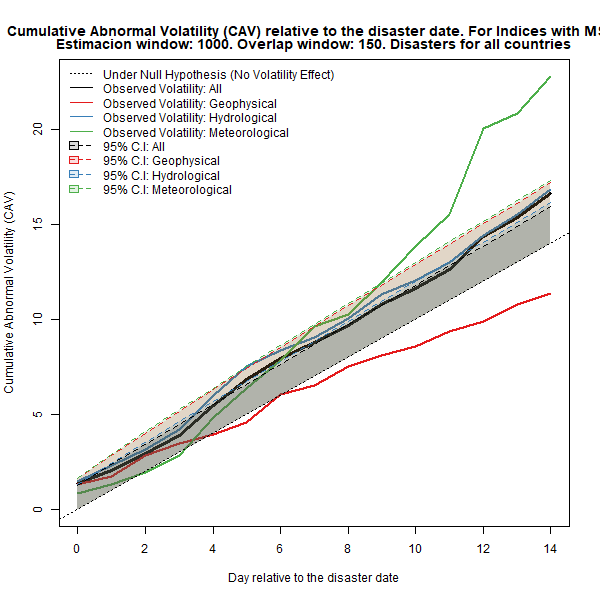 Cumulative Abnormal Volatility (CAV) relative to the disaster date. For Indices with MS
Estimacion window: 1000. Overlap window: 150. Disasters for all countries
Under Null Hypothesis (No Volatility Effect)
Observed Volatility: All
Observed Volatility: Geophysical
Observed Volatility: Hydrological
Observed Volatility: Meteorological
95% C.I: All
95% C.I: Geophysical
95% C.I: Hydrological
95% C.I: Meteorological
Cumulative Abnormal Volatility (CAV)
20
15
10
5
0
0 2 4 6 8 10 12 14
Day relative to the disaster date